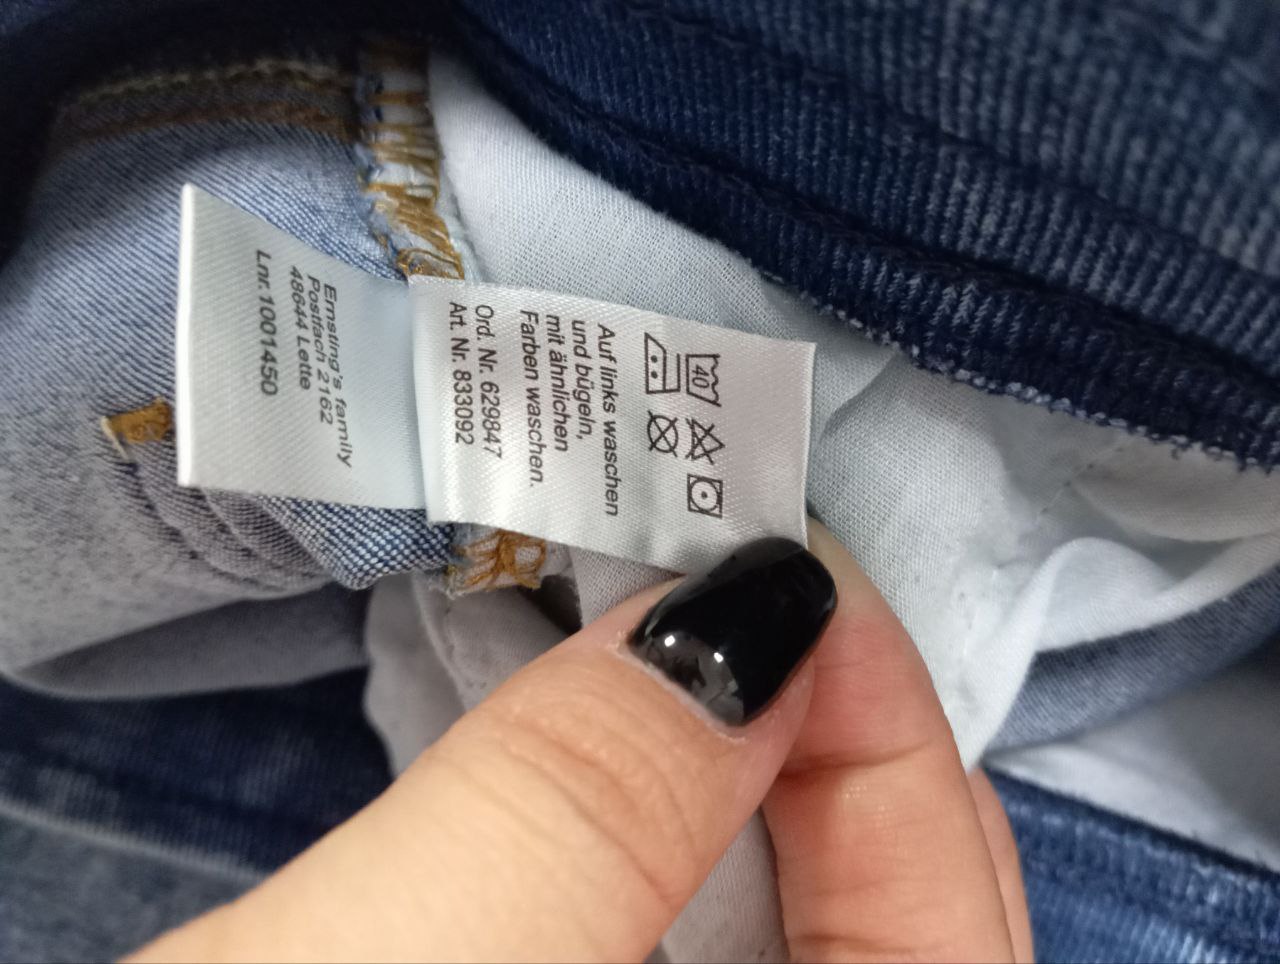 40
Auf links waschen
und bügeln,
mit ähnlichen
Farben waschen.
Ord. Nr. 629847
Art. Nr. 833092
Ernsting's family
Postfach 2162
48644 Lette
Lnr. 1001450